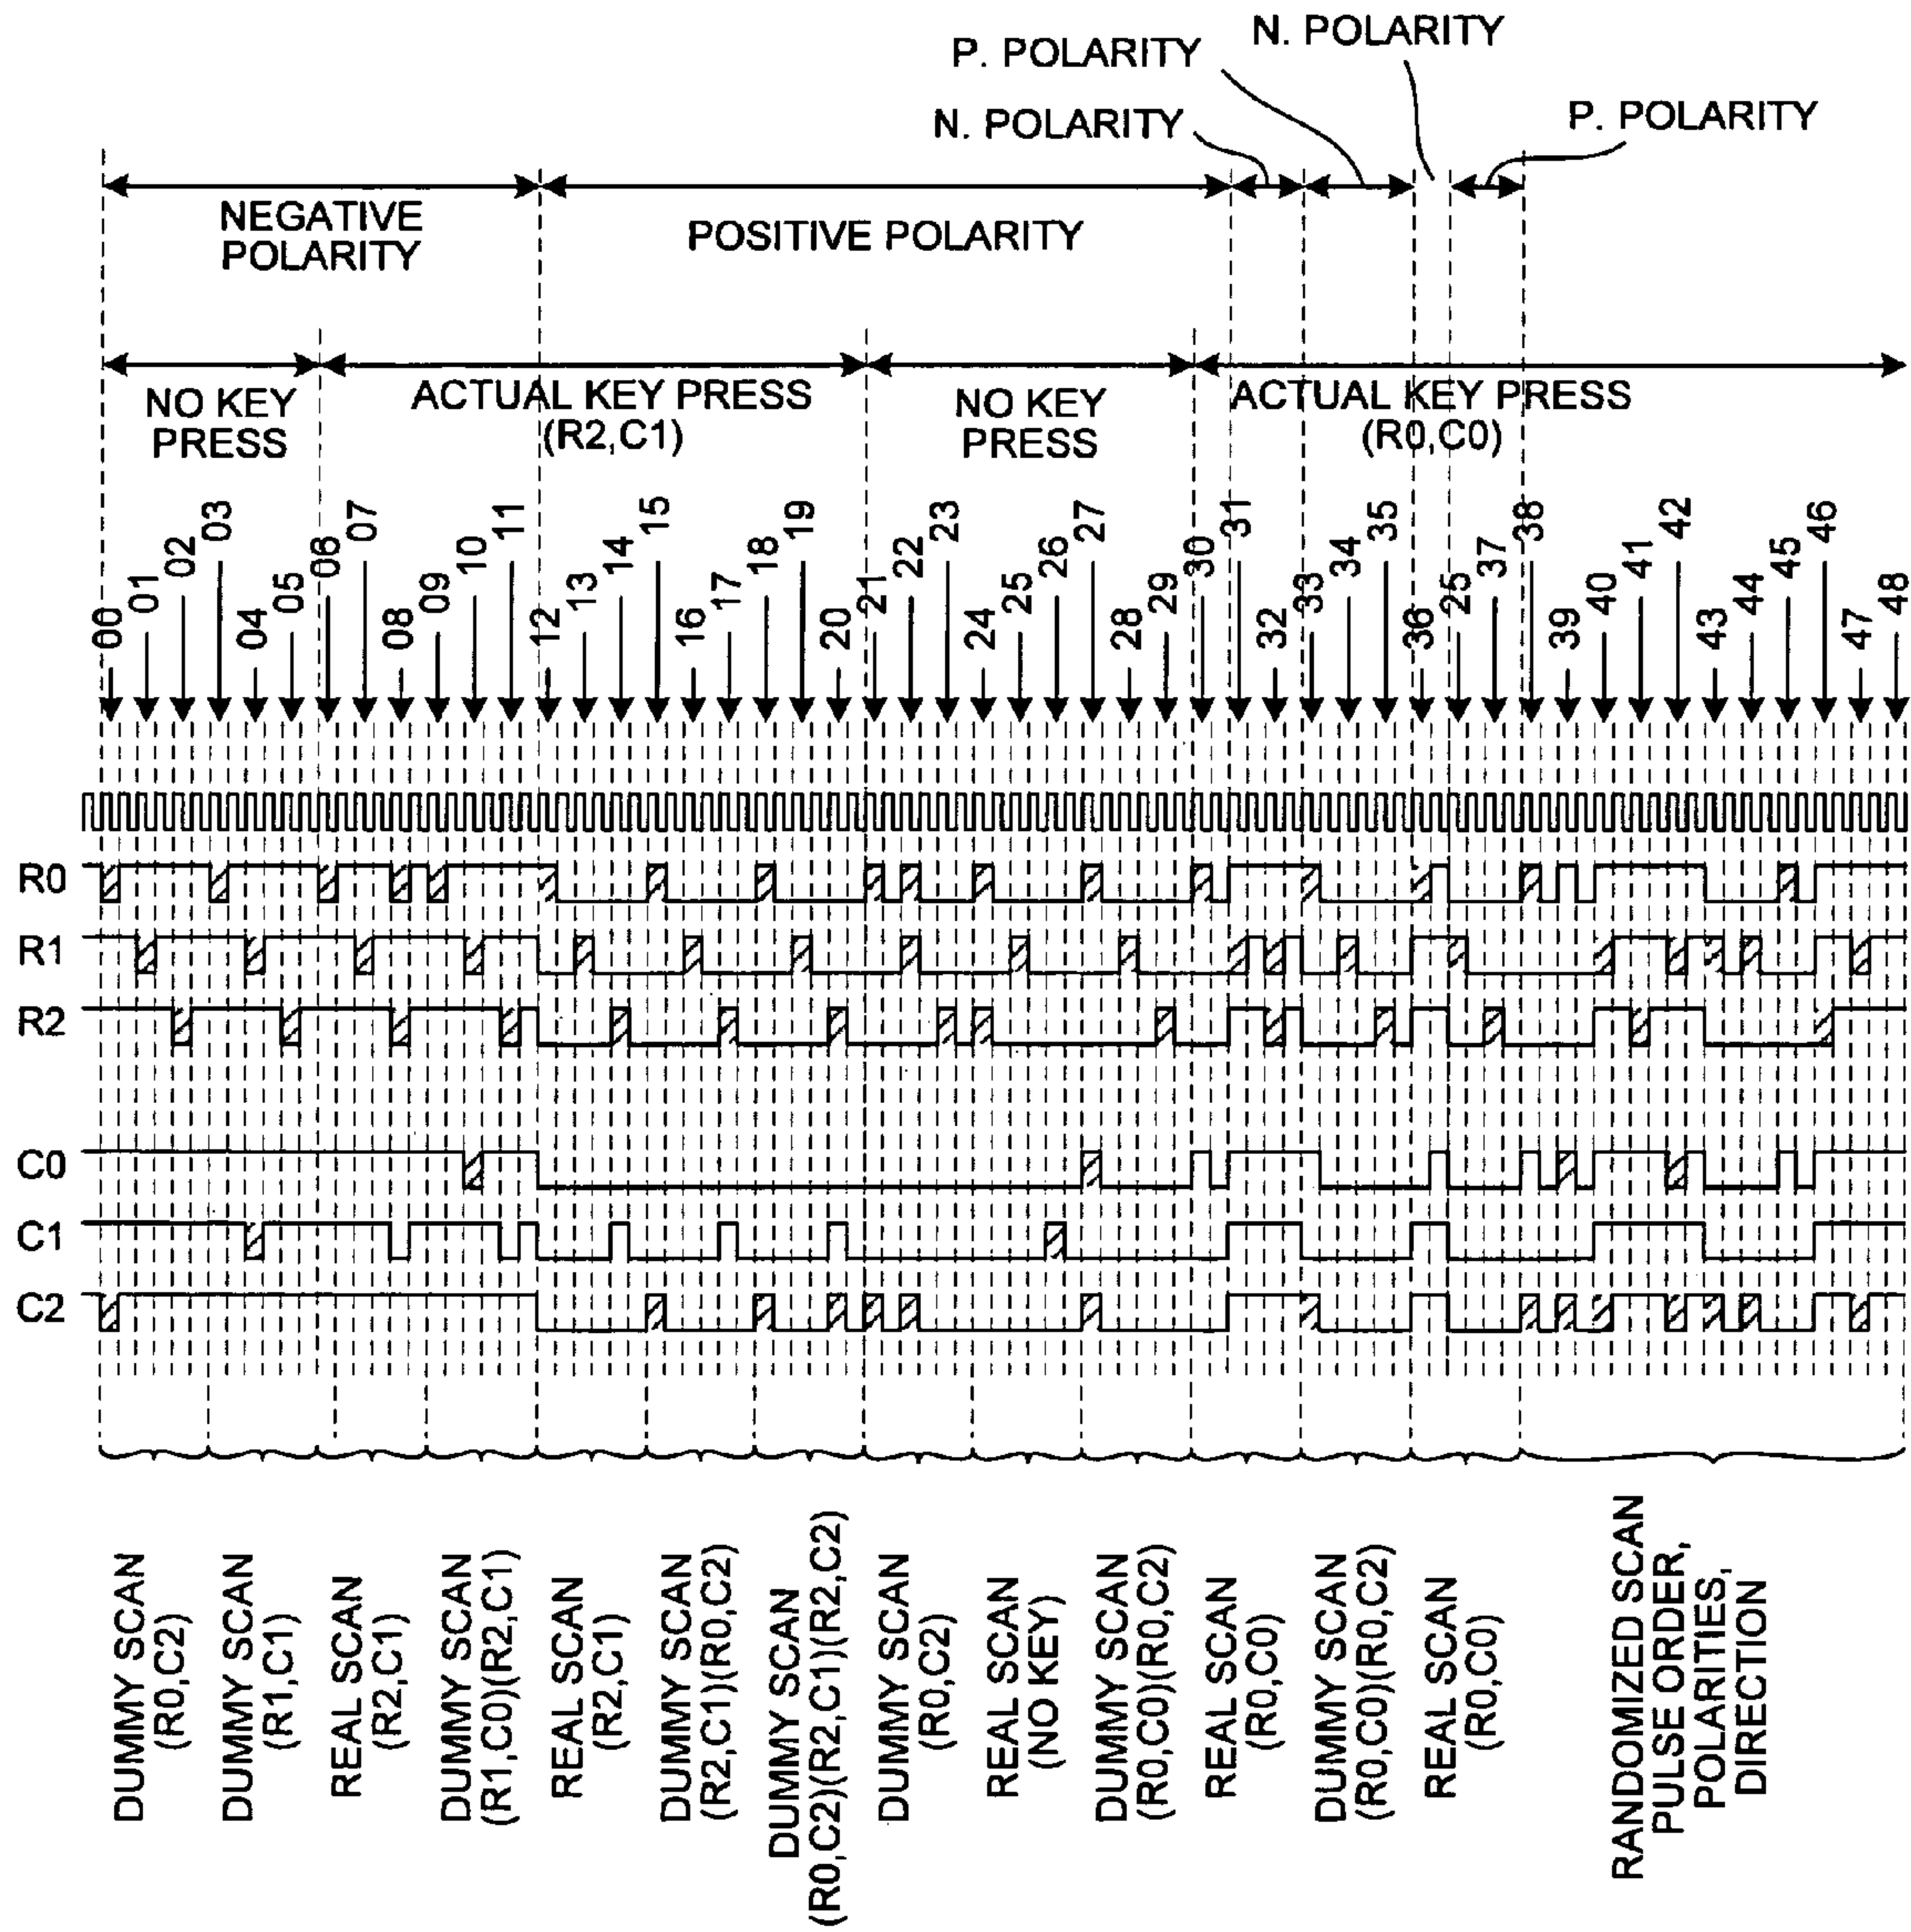 N. POLARITY
P. POLARITY
N. POLARITY
P. POLARITY
NEGATIVE
POLARITY
POSITIVE POLARITY
NO KEY
PRESS
ACTUAL KEY PRESS
(R2,C1)
NO KEY
PRESS
ACTUAL KEY PRESS
(R0,C0)
00
01
02
03
04
05
06
07
08
09
10
11
12
13
14
15
16
17
18
19
20
21
22
23
24
25
26
27
28
29
30
31
32
33
34
35
36
25
37
38
39
40
41
42
43
44
45
46
47
48
R0
R1
R2
C0
C1
C2
DUMMY SCAN
(R0,C2)
DUMMY SCAN
(R1,C1)
REAL SCAN
(R2,C1)
DUMMY SCAN
(R1,C0)(R2,C1)
REAL SCAN
(R2,C1)
DUMMY SCAN
(R2,C1)(R0,C2)
DUMMY SCAN
(R0,C2)(R2,C1)(R2,C2)
DUMMY SCAN
(R0,C2)
REAL SCAN
(NO KEY)
DUMMY SCAN
(R0,C0)(R0,C2)
REAL SCAN
(R0,C0)
DUMMY SCAN
(R0,C0)(R0,C2)
REAL SCAN
(R0,C0)
RANDOMIZED SCAN
PULSE ORDER,
POLARITIES,
DIRECTION